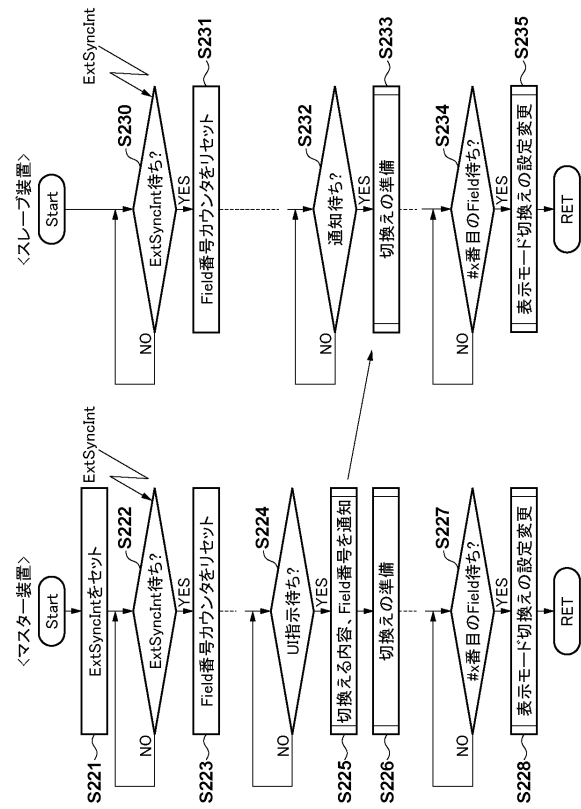 <マスター装置>
Start
ExtSyncIntをセット
S221
ExtSyncInt
ExtSyncInt待ち?
S222
NO
YES
Field番号カウンタをリセット
S223
UI指示待ち?
S224
NO
YES
切換える内容、Field番号を通知
S225
切換えの準備
S226
#x番目のField待ち?
S227
NO
YES
表示モード切換えの設定変更
S228
RET
<スレーブ装置>
Start
ExtSyncInt
S230
ExtSyncInt待ち?
NO
YES
Field番号カウンタをリセット
S231
通知待ち?
S232
NO
YES
切換えの準備
S233
#x番目のField待ち?
S234
NO
YES
表示モード切換えの設定変更
S235
RET